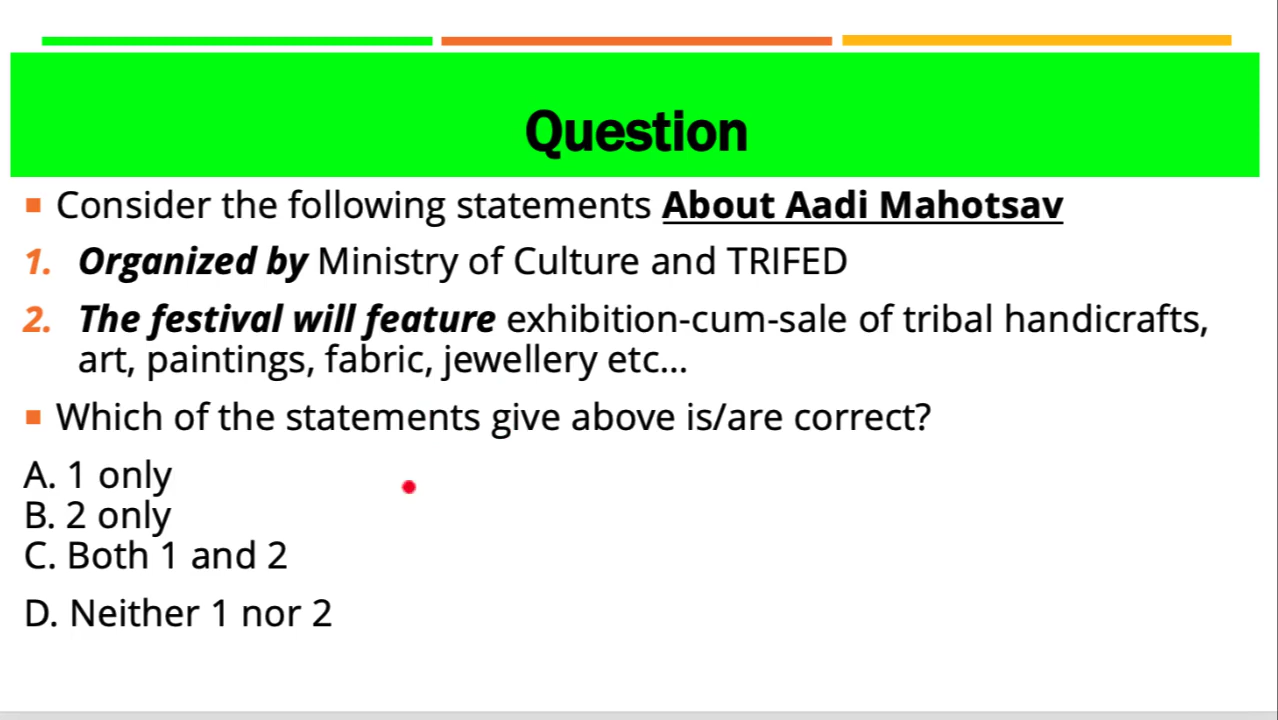 Question
Consider the following statements About Aadi Mahotsav
1. Organized by Ministry of Culture and TRIFED
2. The festival will feature exhibition-cum-sale of tribal handicrafts,
art, paintings, fabric, jewellery etc...
Which of the statements give above is/are correct?
A. 1 only
B. 2 only
C. Both 1 and 2
D. Neither 1 nor 2